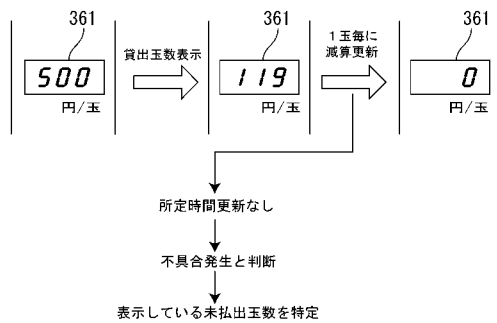 361
361
361
500
円/玉
貸出玉数表示
119
円/玉
1玉毎に
減算更新
0
円/玉
所定時間更新なし
不具合発生と判断
表示している未払出玉数を特定